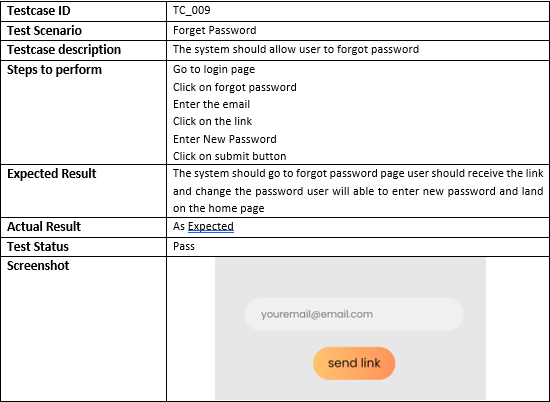 Testcase ID TC_009
Test Scenario Forget Password
Testcase description The system should allow user to forgot password
Steps to perform Go to login page
Click on forgot password
Enter the email
Click on the link
Enter New Password
Click on submit button
Expected Result The system should go to forgot password page user should receive the link
and change the password user will able to enter new password and land
on the home page
Actual Result As Expected
Test Status Pass
Screenshot
youremail@email.com
send link